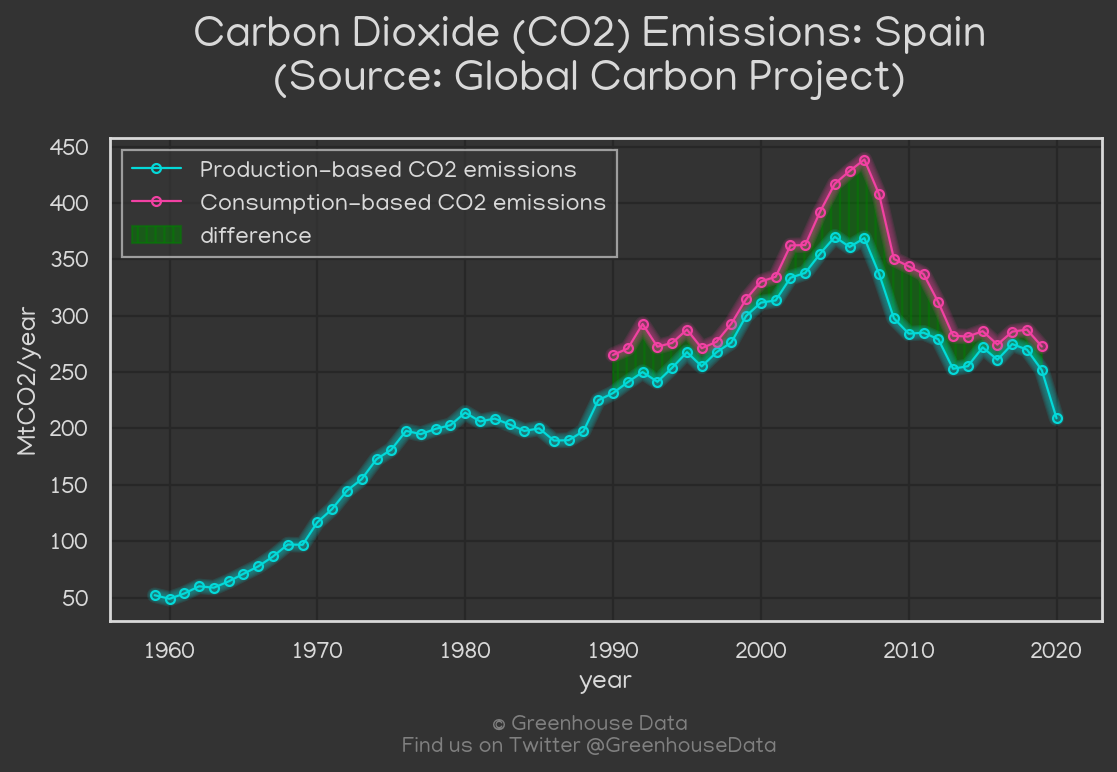 Carbon Dioxide (CO2) Emissions: Spain
(Source: Global Carbon Project)
Production-based CO2 emissions
Consumption-based CO2 emissions
difference
MtCO2/year
450
400
350
300
250
200
150
100
50
1960 1970 1980 1990 2000 2010 2020
year
© Greenhouse Data
Find us on Twitter @GreenhouseData